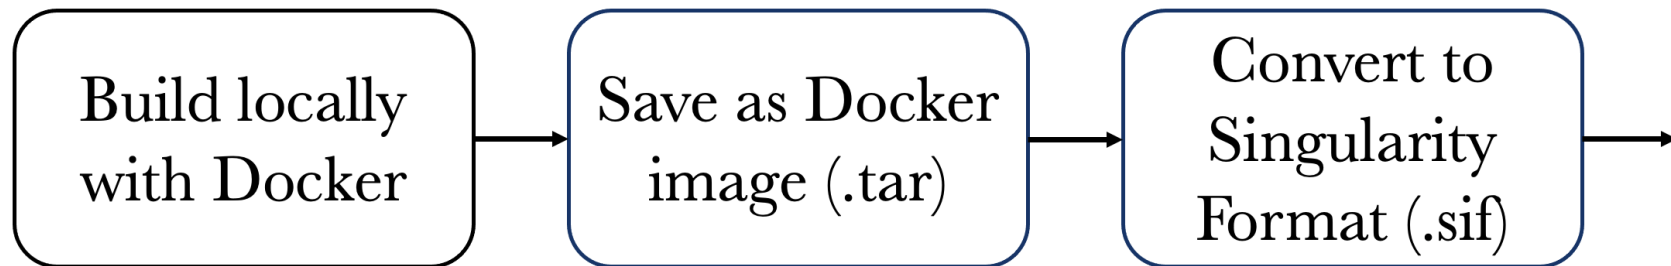 Build locally
with Docker
Save as Docker
image (.tar)
Convert to
Singularity
Format (.sif)